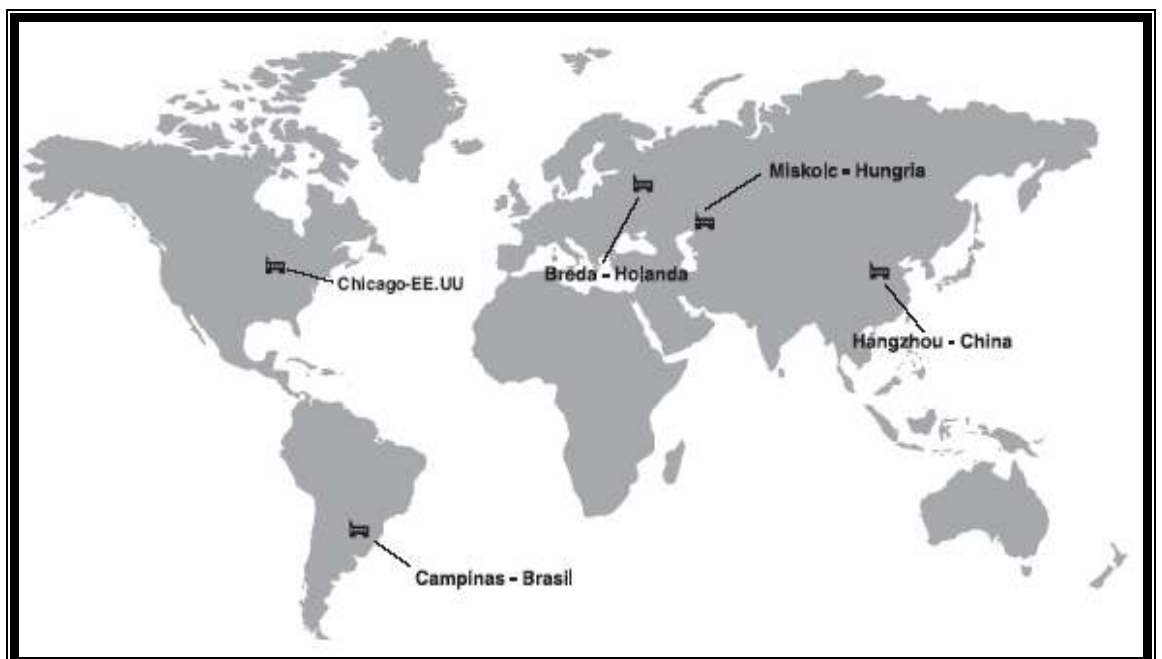 Miskolc - Hungria
Breda - Holanda
Chicago-EE.UU
Hangzhou - China
Campinas - Brasil